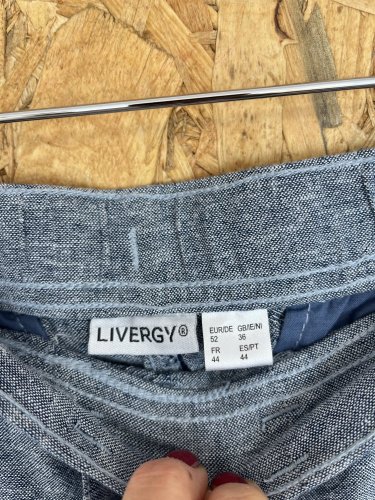 LIVERGY®
EUR/DE GB/IE/NI
52 36
FR ES/PT
44 44